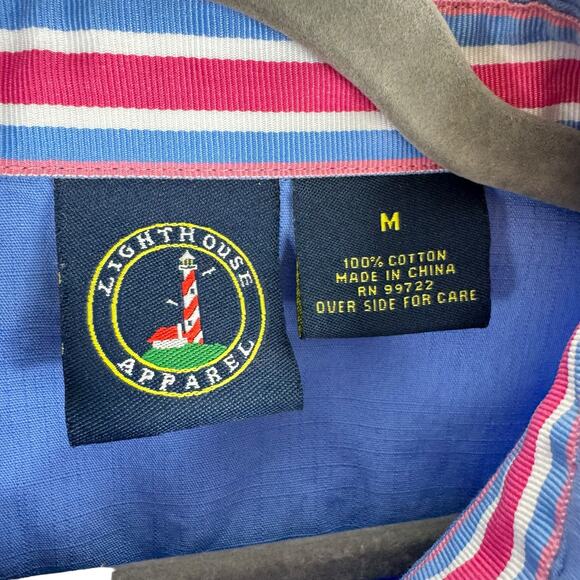 LIGHTHOUSE
APPAREL
M
100% COTTON
MADE IN CHINA
RN 99722
OVER SIDE FOR CARE